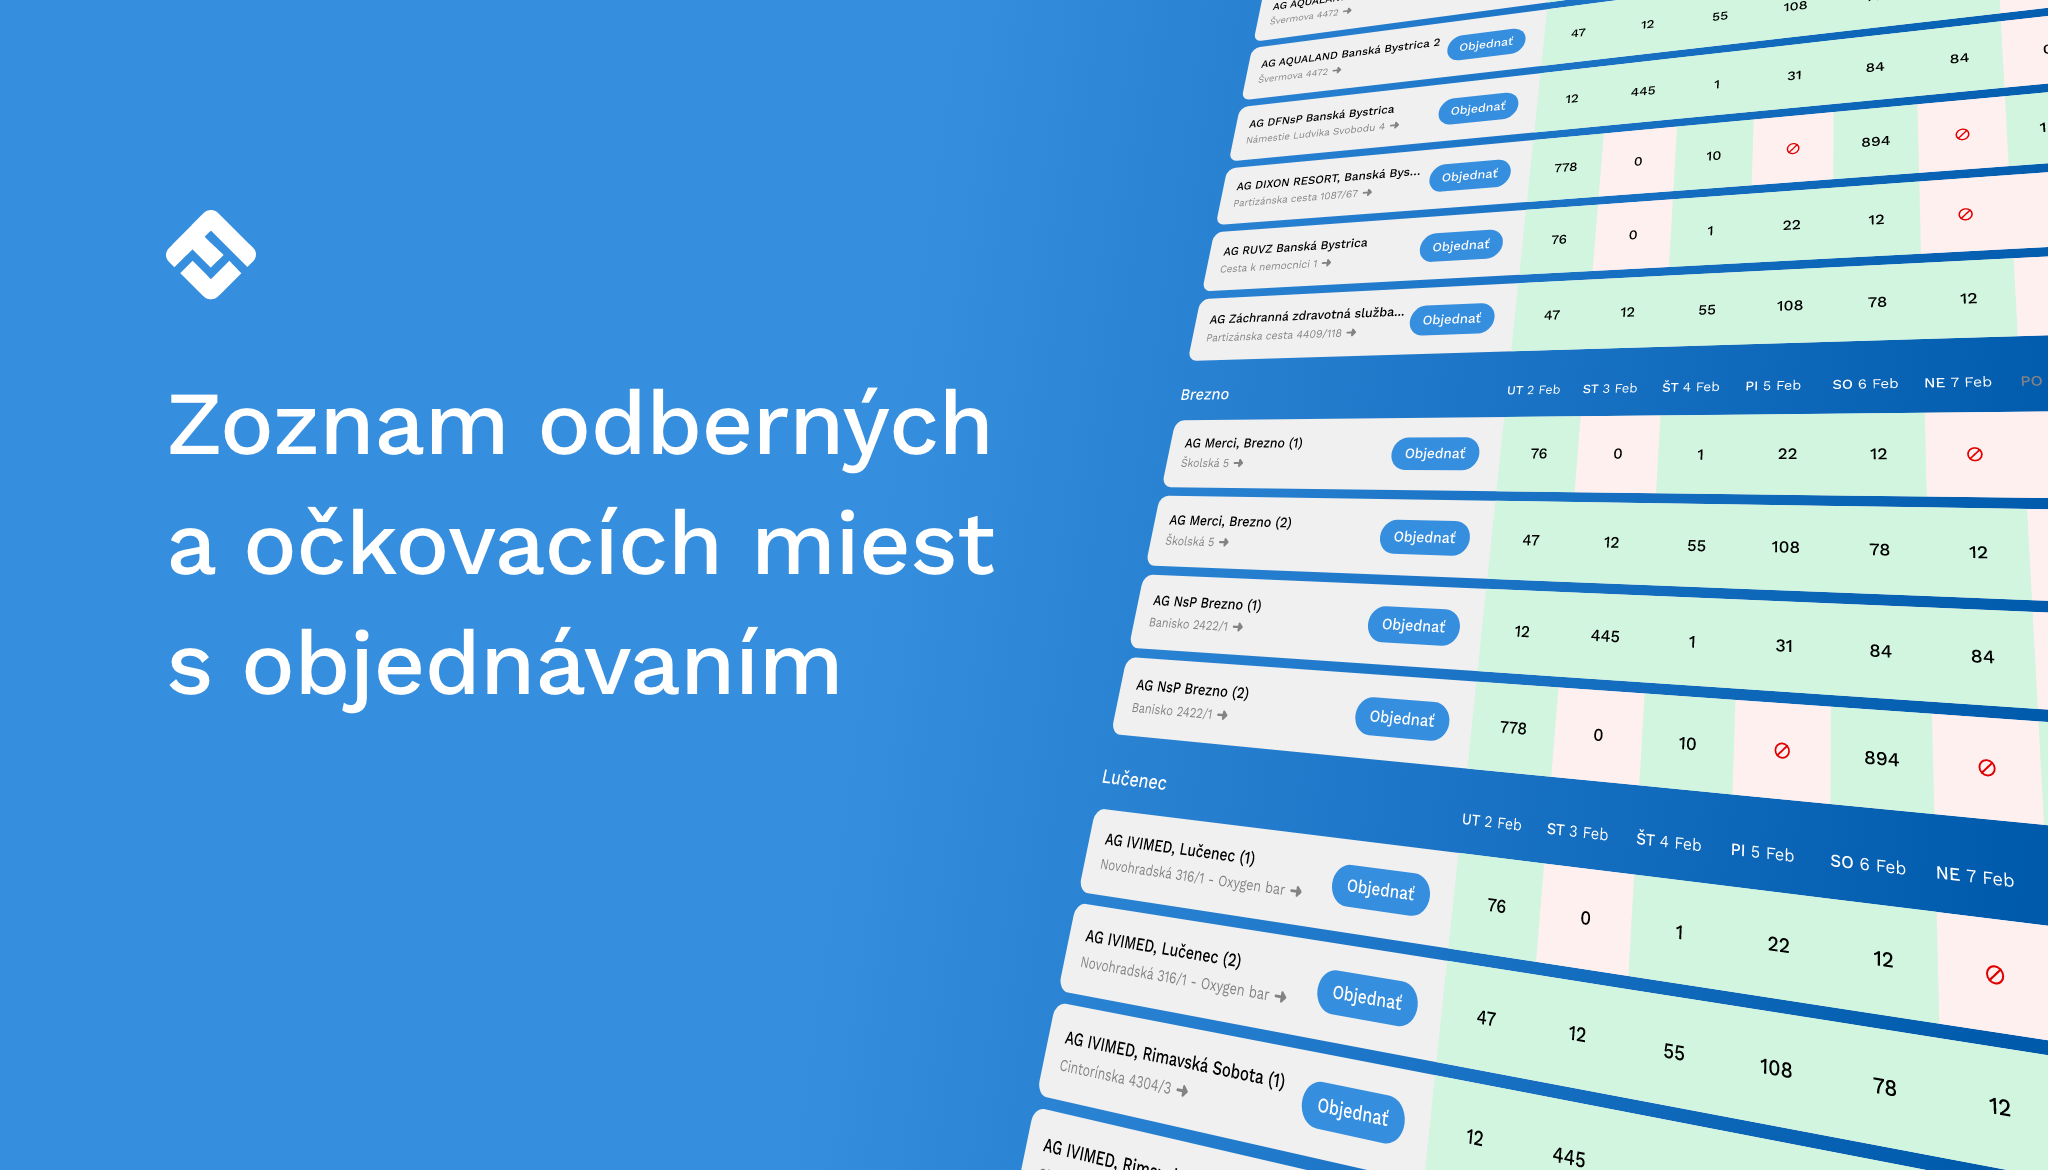 Zoznam odberných
a očkovacích miest
s objednávaním
Švermova 4472 ➜
AG AQUALAND Banská Bystrica 2 Objednať 47 12 55 108
Švermova 4472 ➜
AG DFNsP Banská Bystrica Objednať 12 445 1 31 84 84
Námestie Ludvika Svobodu 4 ➜
AG DIXON RESORT, Banská Bys... Objednať 778 0 10 894
Partizánska cesta 1087/67 ➜
AG RUVZ Banská Bystrica Objednať 76 0 1 22 12
Cesta k nemocnici 1 ➜
AG Záchranná zdravotná služba... Objednať 47 12 55 108 78 12
Partizánska cesta 4409/118 ➜
Brezno UT 2 Feb ST 3 Feb ŠT 4 Feb PI 5 Feb SO 6 Feb NE 7 Feb PO
AG Merci, Brezno (1) Objednať 76 0 1 22 12
Školská 5 ➜
AG Merci, Brezno (2) Objednať 47 12 55 108 78 12
Školská 5 ➜
AG NsP Brezno (1) Objednať 12 445 1 31 84 84
Banisko 2422/1 ➜
AG NsP Brezno (2) Objednať 778 0 10 894
Banisko 2422/1 ➜
Lučenec UT 2 Feb ST 3 Feb ŠT 4 Feb PI 5 Feb SO 6 Feb NE 7 Feb
AG IVIMED, Lučenec (1) Objednať 76 0 1 22 12
Novohradská 316/1 - Oxygen bar ➜
AG IVIMED, Lučenec (2) Objednať 47 12 55 108 78 12
Novohradská 316/1 - Oxygen bar ➜
AG IVIMED, Rimavská Sobota (1) Objednať 12 445
Cintorínska 4304/3 ➜
AG IVIMED,